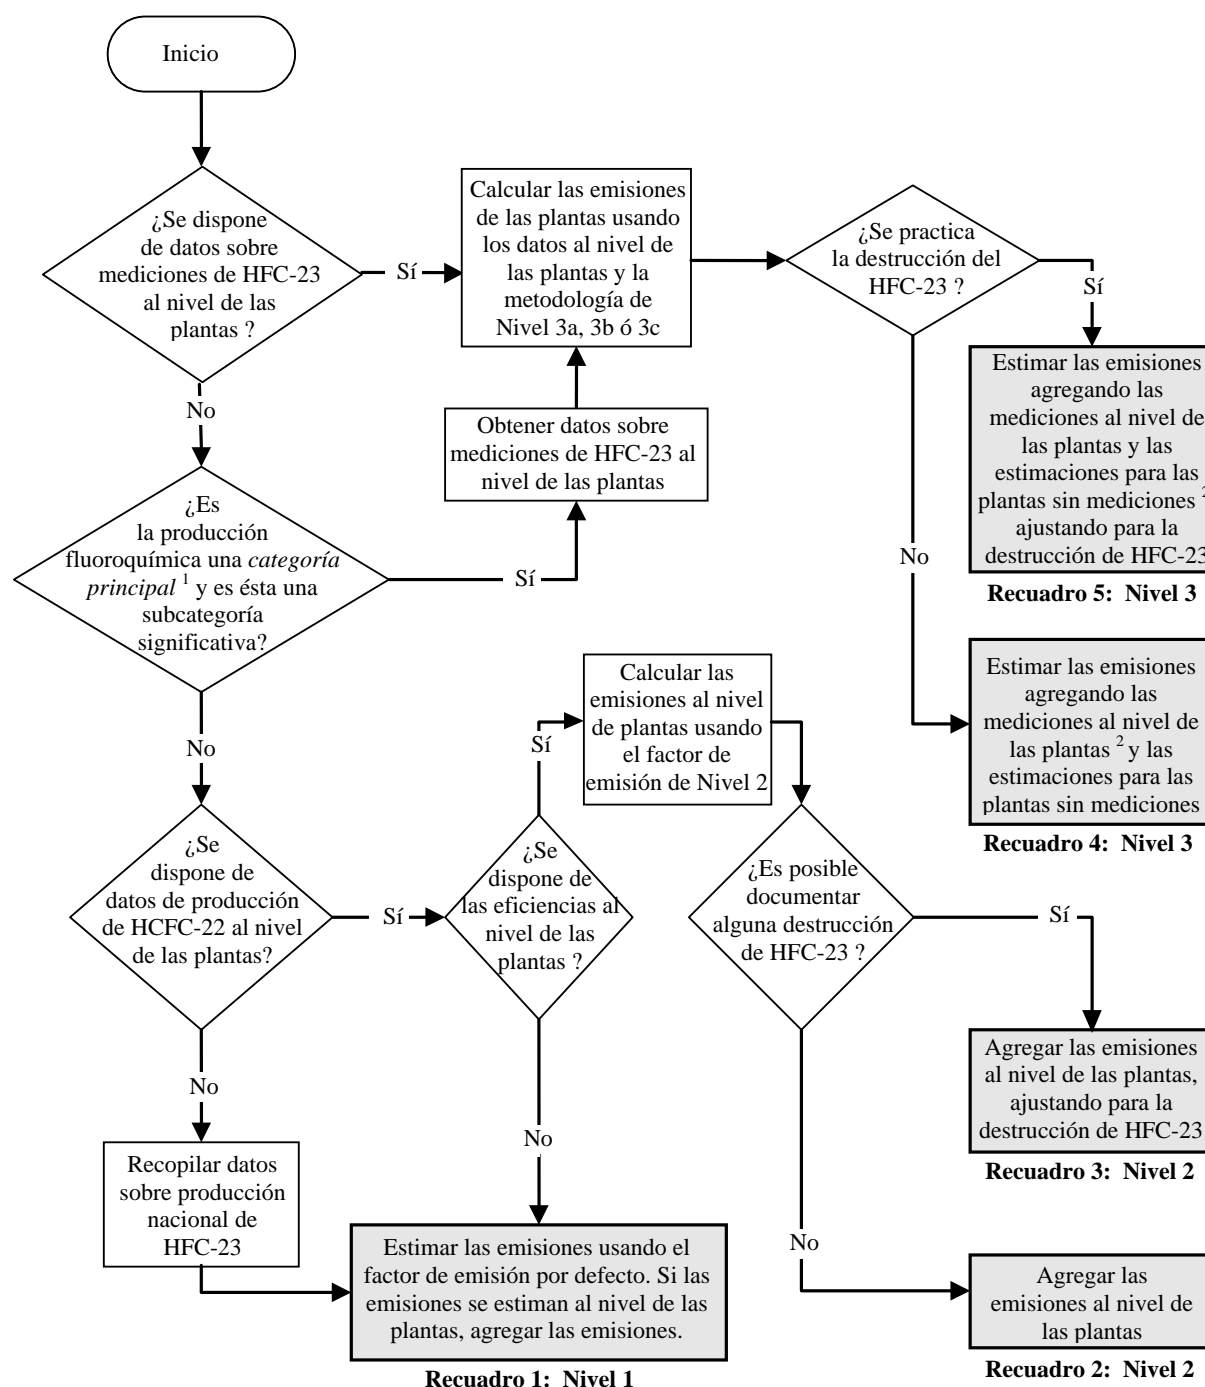 Inicio
¿Se dispone
de datos sobre
mediciones de HFC-23
al nivel de las
plantas ?
Sí
Calcular las emisiones
de las plantas usando
los datos al nivel de
las plantas y la
metodología de
Nivel 3a, 3b ó 3c
¿Se practica
la destrucción del
HFC-23 ?
Sí
Estimar las emisiones
agregando las
mediciones al nivel de
las plantas y las
estimaciones para las
plantas sin mediciones 2
ajustando para la
destrucción de HFC-23
Recuadro 5: Nivel 3
No
Obtener datos sobre
mediciones de HFC-23 al
nivel de las plantas
No
¿Es
la producción
fluoroquímica una categoría
principal 1 y es ésta una
subcategoría
significativa?
Sí
Estimar las emisiones
agregando las
mediciones al nivel de
las plantas 2 y las
estimaciones para las
plantas sin mediciones
Recuadro 4: Nivel 3
No
Calcular las
emisiones al nivel
de plantas usando
el factor de
emisión de Nivel 2
Sí
¿Se
dispone de
datos de producción
de HCFC-22 al nivel
de las plantas?
Sí
¿Se
dispone de
las eficiencias al
nivel de las
plantas ?
¿Es posible
documentar
alguna destrucción
de HFC-23 ?
Sí
Agregar las emisiones
al nivel de las plantas,
ajustando para la
destrucción de HFC-23
Recuadro 3: Nivel 2
No
Recopilar datos
sobre producción
nacional de
HFC-23
No
Estimar las emisiones usando el
factor de emisión por defecto. Si las
emisiones se estiman al nivel de las
plantas, agregar las emisiones.
Recuadro 1: Nivel 1
No
Agregar las
emisiones al nivel de
las plantas
Recuadro 2: Nivel 2